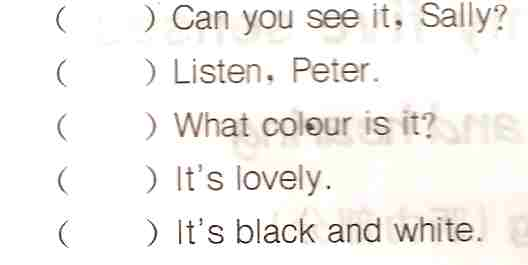 (　　) Can you see it, Sally?
(　　) Listen, Peter.
(　　) What colour is it?
(　　) It's lovely.
(　　) It's black and white.